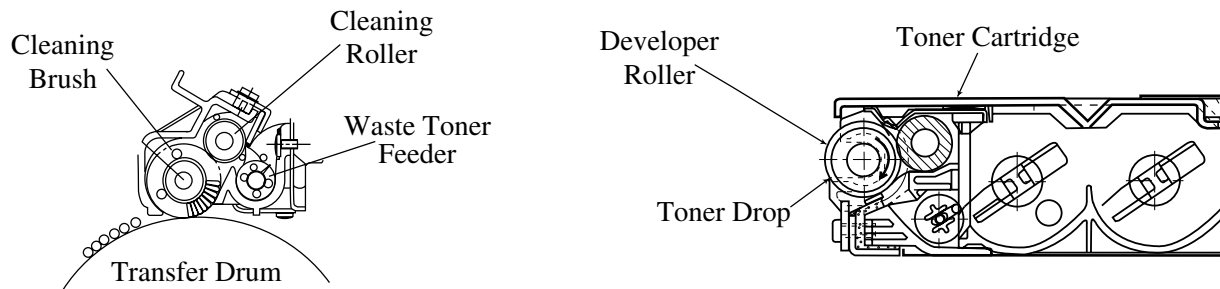 Cleaning
Brush
Cleaning
Roller
Waste Toner
Feeder
Transfer Drum
Developer
Roller
Toner Cartridge
Toner Drop